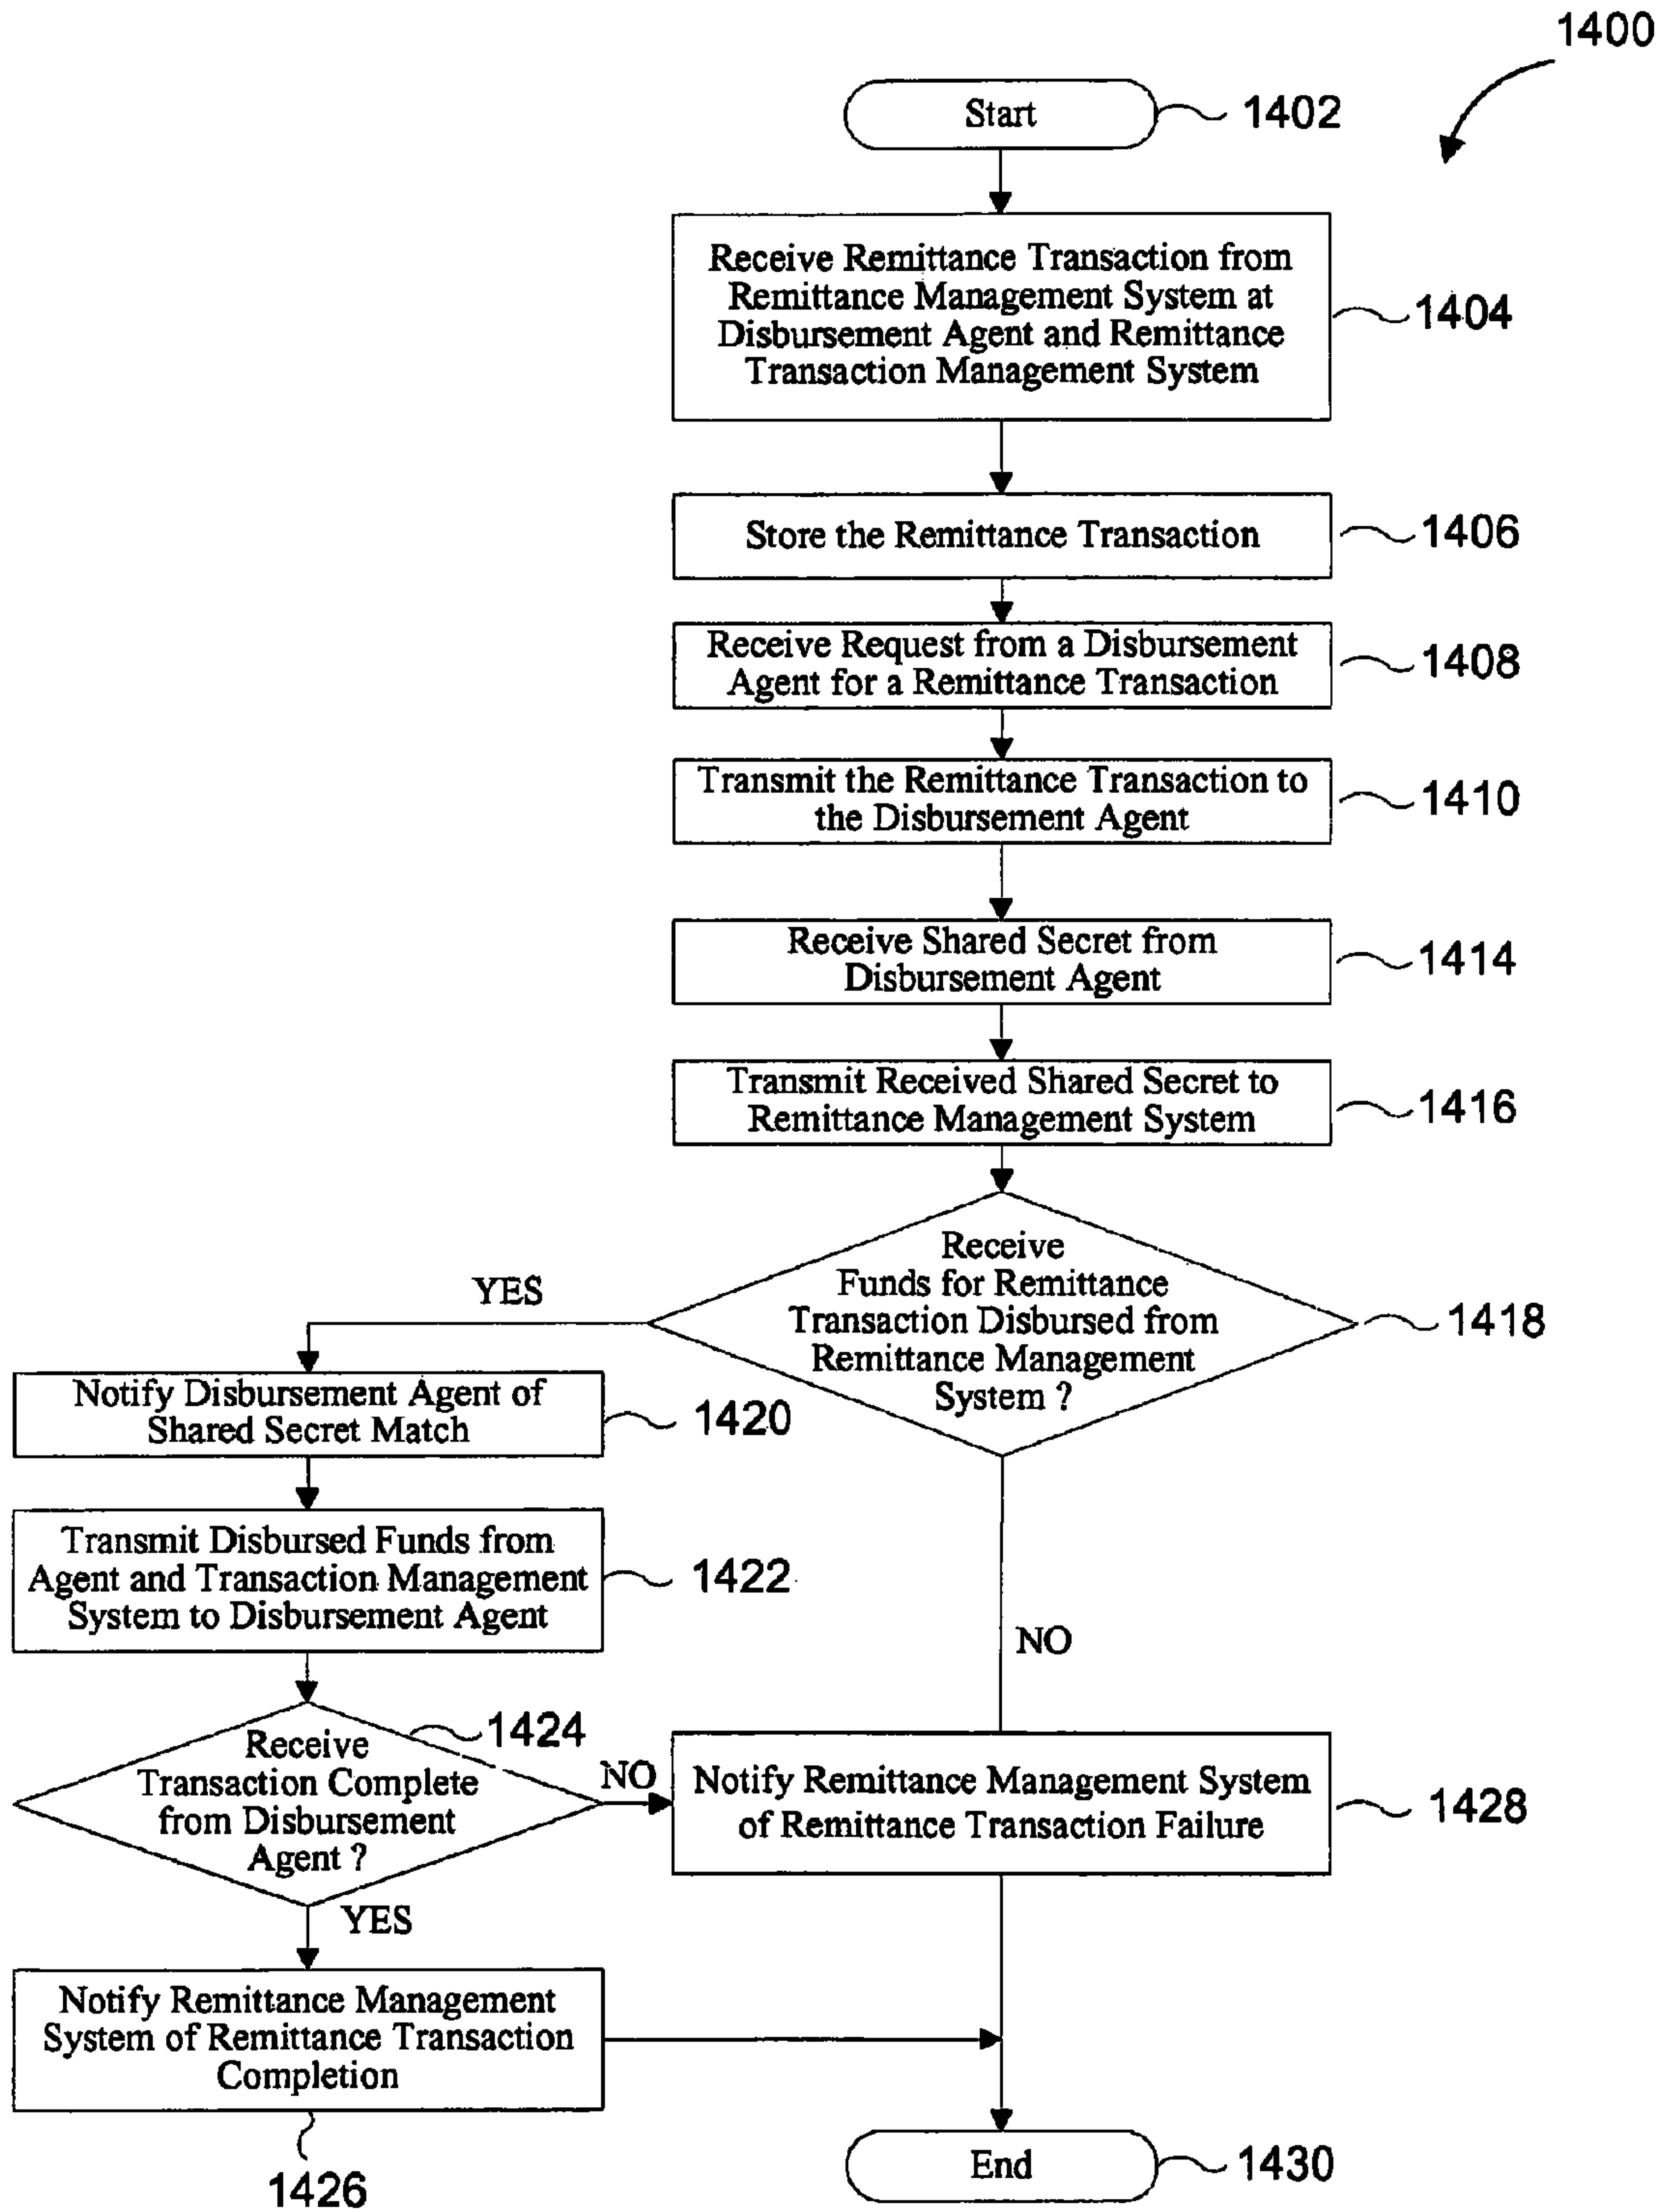 1400
Start
1402
Receive Remittance Transaction from
Remittance Management System at
Disbursement Agent and Remittance
Transaction Management System
1404
Store the Remittance Transaction
1406
Receive Request from a Disbursement
Agent for a Remittance Transaction
1408
Transmit the Remittance Transaction to
the Disbursement Agent
1410
Receive Shared Secret from
Disbursement Agent
1414
Transmit Received Shared Secret to
Remittance Management System
1416
Receive
Funds for Remittance
Transaction Disbursed from
Remittance Management
System ?
1418
YES
Notify Disbursement Agent of
Shared Secret Match
1420
Transmit Disbursed Funds from
Agent and Transaction Management
System to Disbursement Agent
1422
NO
Receive
Transaction Complete
from Disbursement
Agent ?
1424
NO
Notify Remittance Management System
of Remittance Transaction Failure
1428
YES
Notify Remittance Management
System of Remittance Transaction
Completion
1426
End
1430